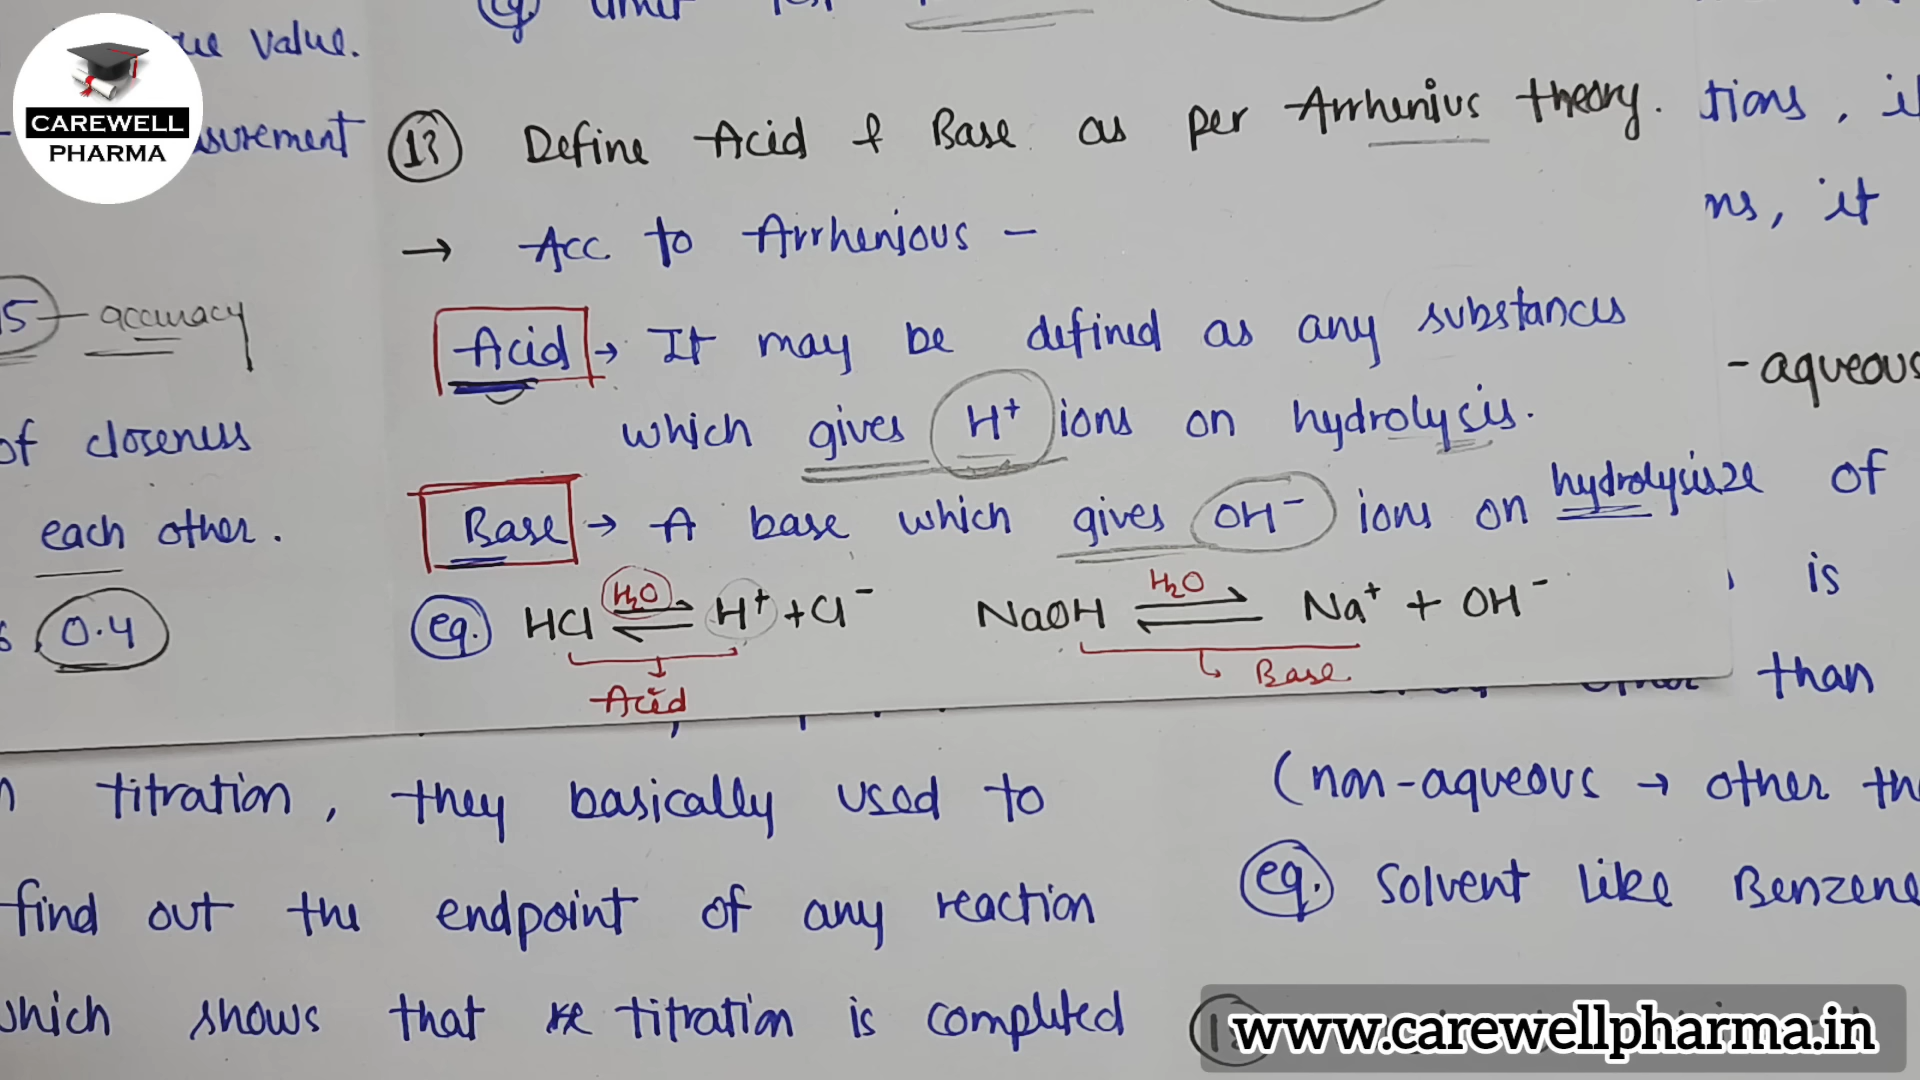 CAREWELL
PHARMA
value.
surement
(13) Define Acid & Base as per Arrhenius theory.
→ Acc to Arrhenious -
Acid → It may be defined as any substances
which gives H⁺ ions on hydrolysis.
Base → A base which gives OH⁻ ions on hydrolysisze
eg. HCl ⇌ H⁺ + Cl⁻
H₂O
Acid
NaOH ⇌ Na⁺ + OH⁻
H₂O
Base
15 - accuracy
of closeness
each other.
0.4
tions, it
ns, it
-aqueous
of
is
than
titration, they basically used to
find out the endpoint of any reaction
which shows that titration is completed
(non-aqueous → other
eg. Solvent like Benzene
www.carewellpharma.in